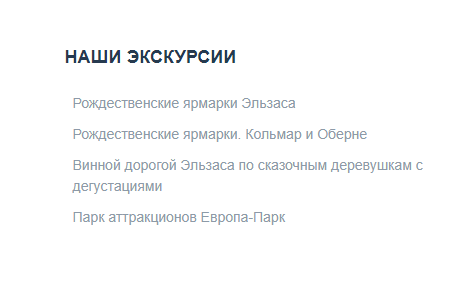 НАШИ ЭКСКУРСИИ
Рождественские ярмарки Эльзаса
Рождественские ярмарки. Кольмар и Оберне
Винной дорогой Эльзаса по сказочным деревушкам с
дегустациями
Парк аттракционов Европа-Парк